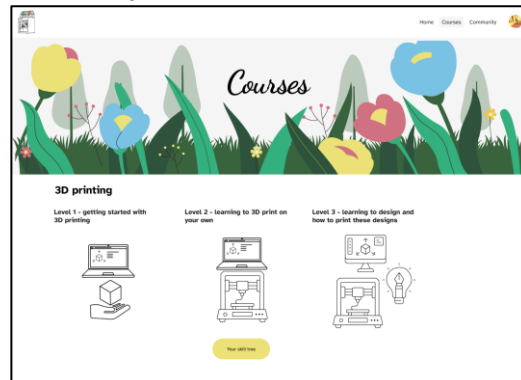 Home Courses Community
Courses
3D printing
Level 1 - getting started with
3D printing
Level 2 - learning to 3D print on
your own
Level 3 - learning to design and
how to print these designs
Your skill tree